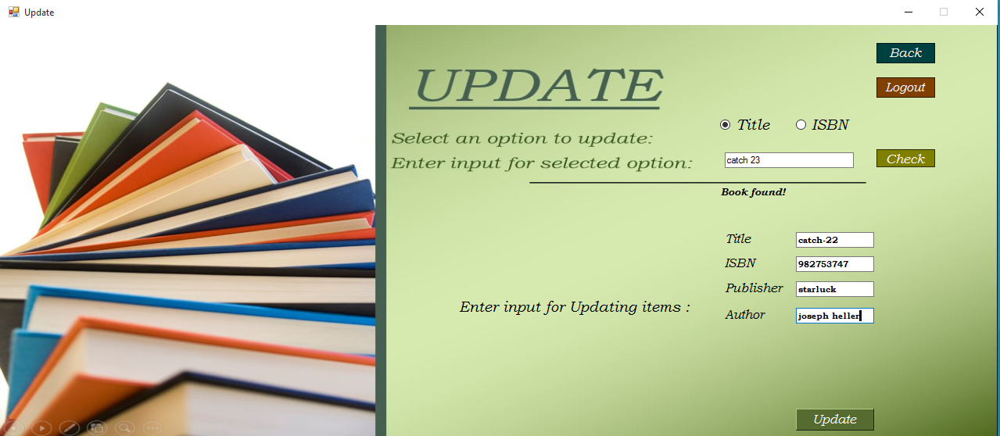 Update
Back
UPDATE
Logout
Title ISBN
Select an option to update:
Enter input for selected option: catch 23 Check
Book found!
Title catch-22
ISBN 982753747
Publisher starluck
Enter input for Updating items :
Author joseph heller
Update